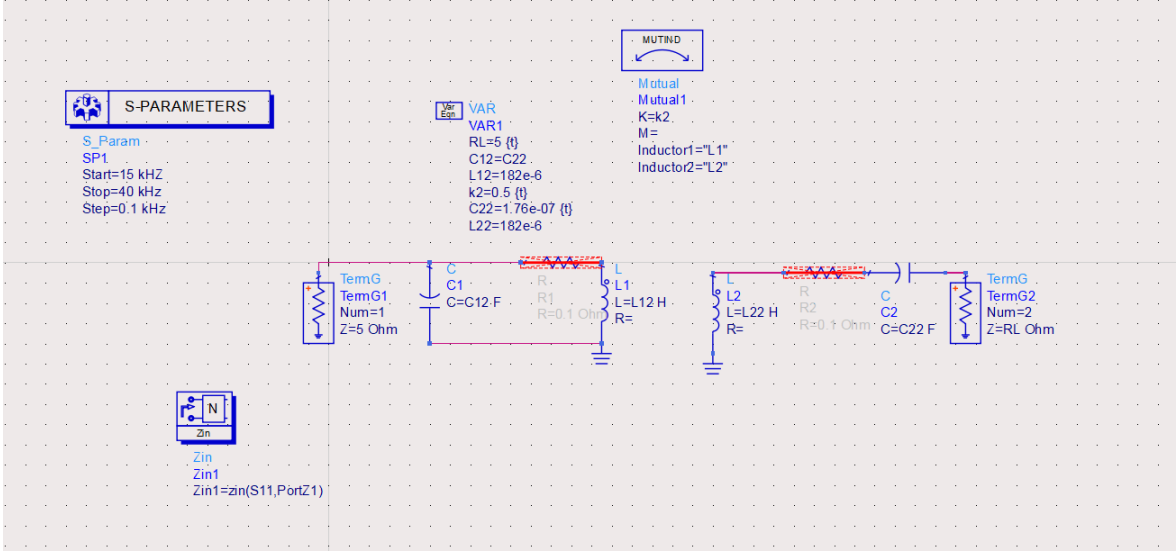 MUTIND
Mutual
Mutual1
K=k2
M=
Inductor1="L1"
Inductor2="L2"
S-PARAMETERS
S_Param
SP1
Start=15 kHZ
Stop=40 kHz
Step=0.1 kHz
Var
Eqn
VAR
VAR1
RL=5 {t}
C12=C22
L12=182e-6
k2=0.5 {t}
C22=1.76e-07 {t}
L22=182e-6
+
TermG
TermG1
Num=1
Z=5 Ohm
C
C1
C=C12 F
R
R1
R=0.1 Ohm
L
L1
L=L12 H
R=
L
L2
L=L22 H
R=
R
R2
R=0.1 Ohm
C
C2
C=C22 F
+
TermG
TermG2
Num=2
Z=RL Ohm
N
Zin
Zin
Zin1
Zin1=zin(S11,PortZ1)